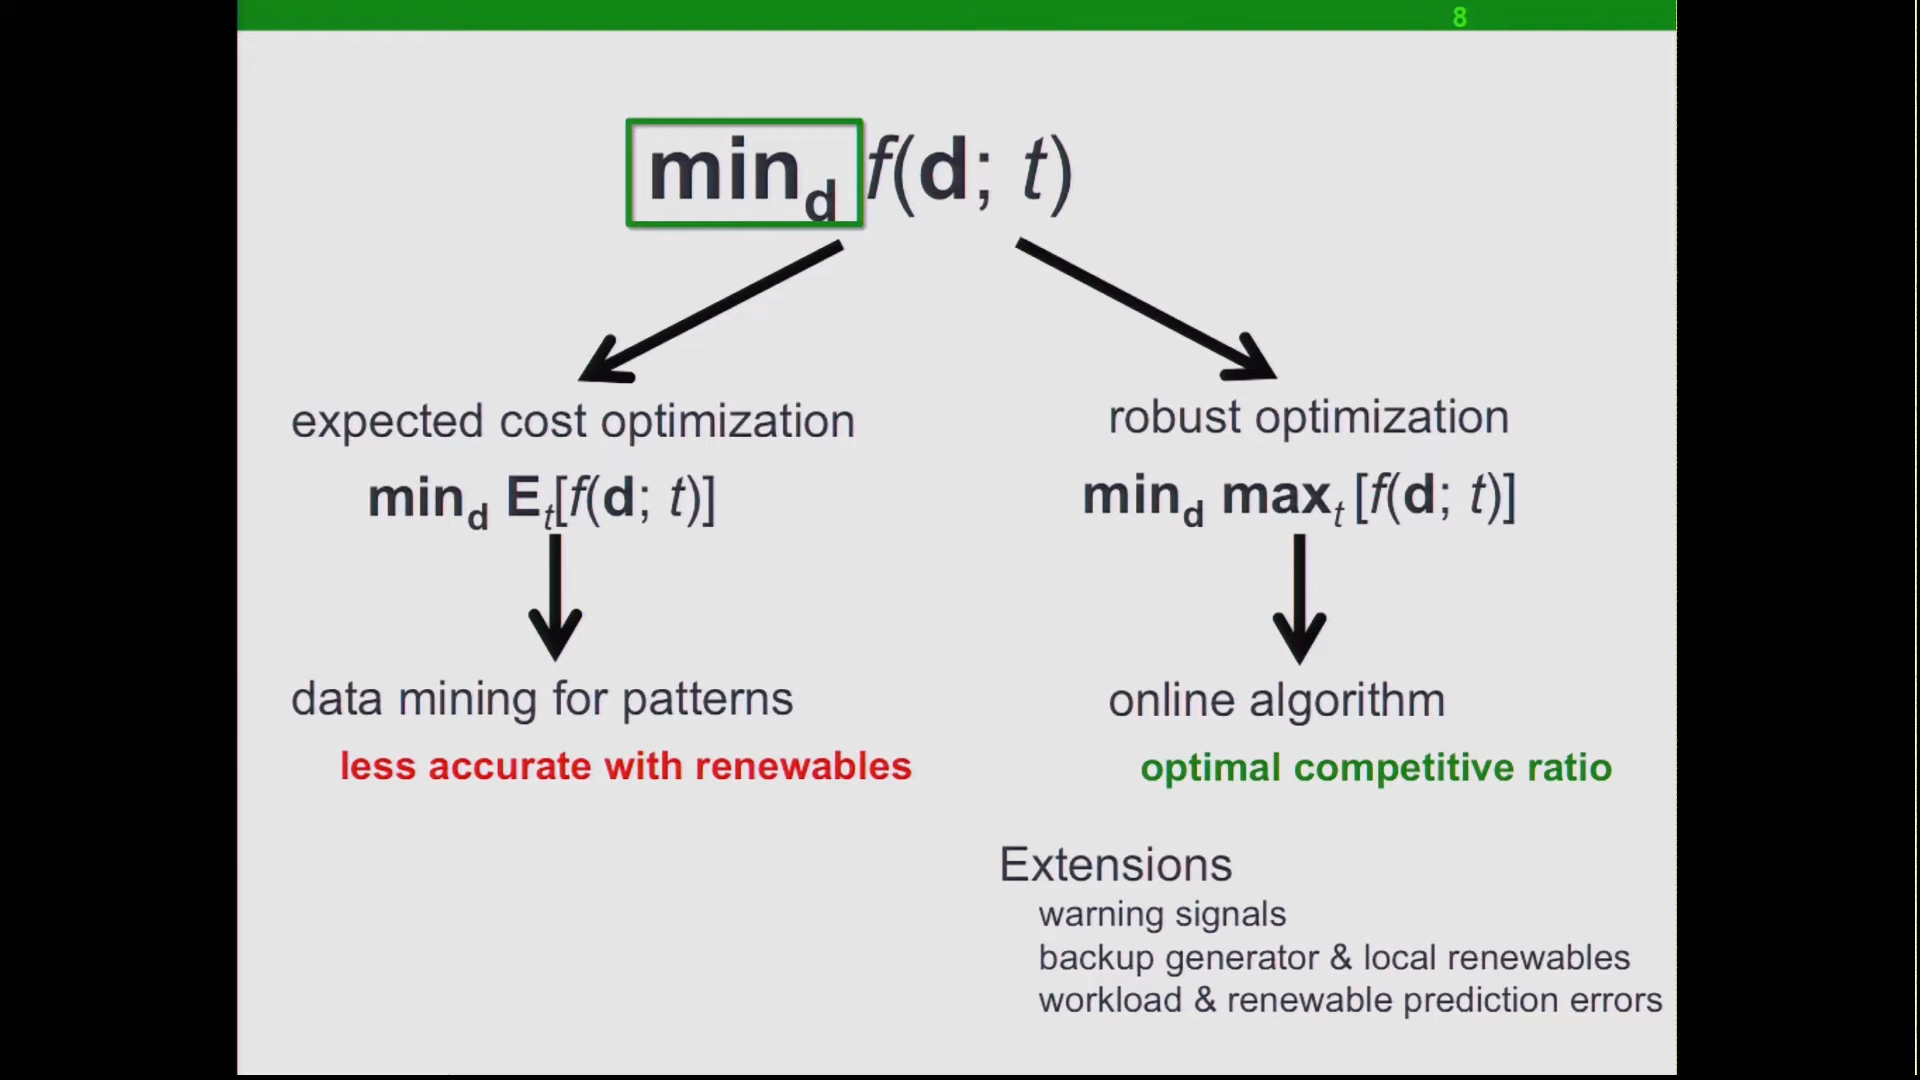 8
min_d f(d; t)
expected cost optimization
min_d E_t[f(d; t)]
data mining for patterns
less accurate with renewables
robust optimization
min_d max_t [f(d; t)]
online algorithm
optimal competitive ratio
Extensions
warning signals
backup generator & local renewables
workload & renewable prediction errors